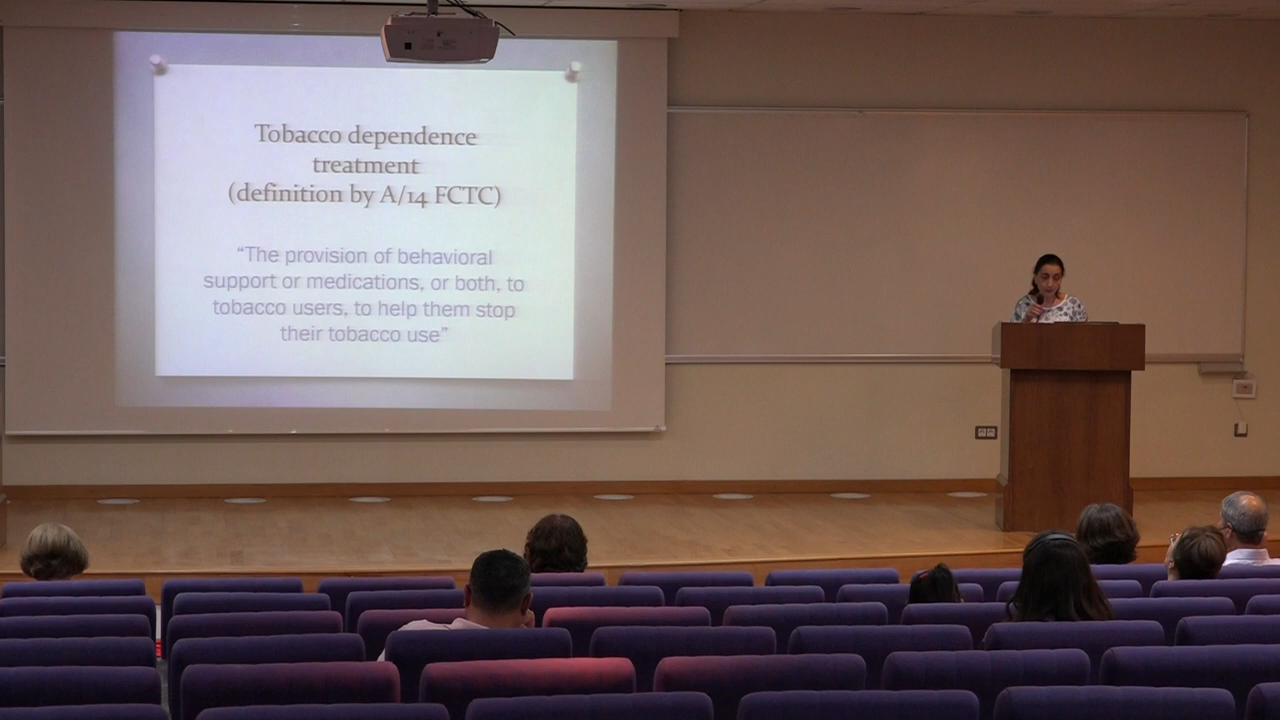 Tobacco dependence
treatment
(definition by A/14 FCTC)
“The provision of behavioral
support or medications, or both, to
tobacco users, to help them stop
their tobacco use”